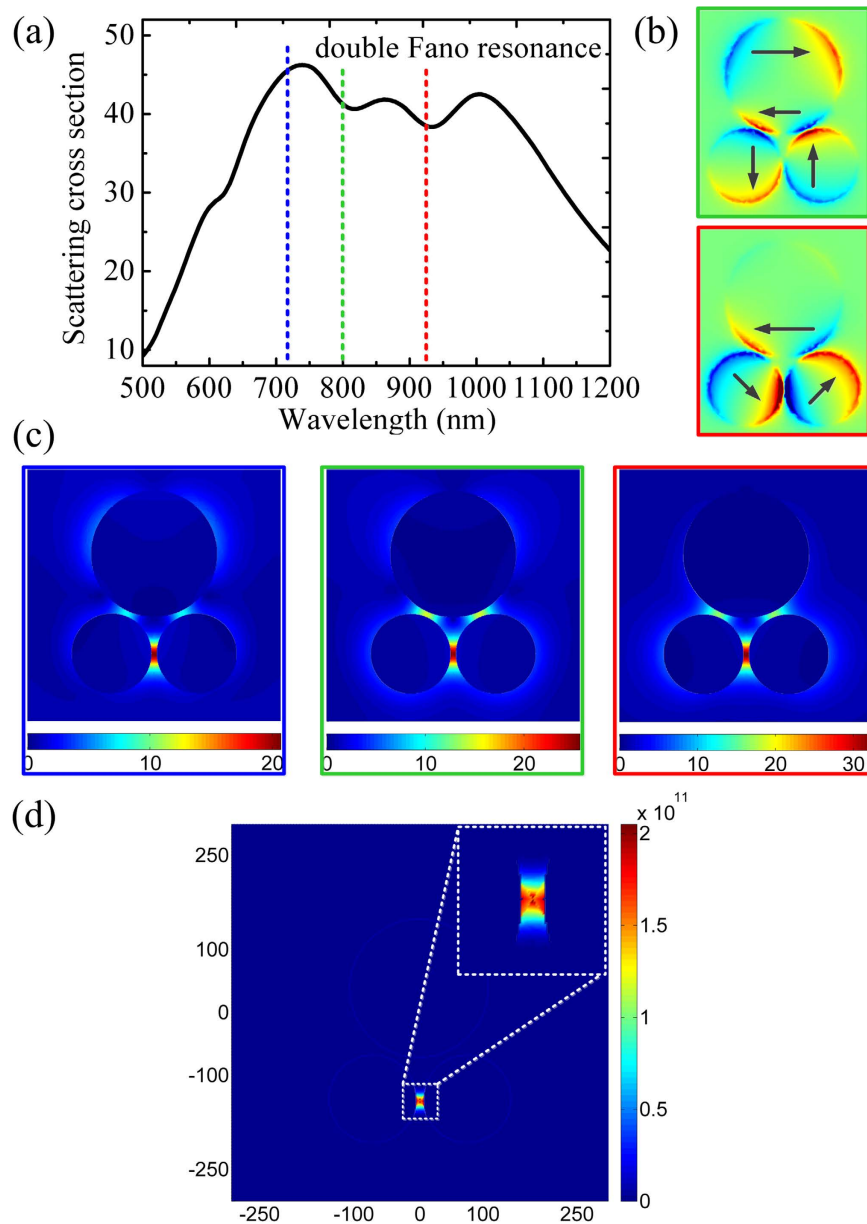 (a)
(b)
double Fano resonance
Scattering cross section
50
40
30
20
10
500 600 700 800 900 1000 1200
Wavelength (nm)
(c)
0 10 20
0 10 20
0 10 20 30
(d)
x 10^11
250
100
0
-100
-250
-250 -100 0 100 250
2
1.5
1
0.5
0